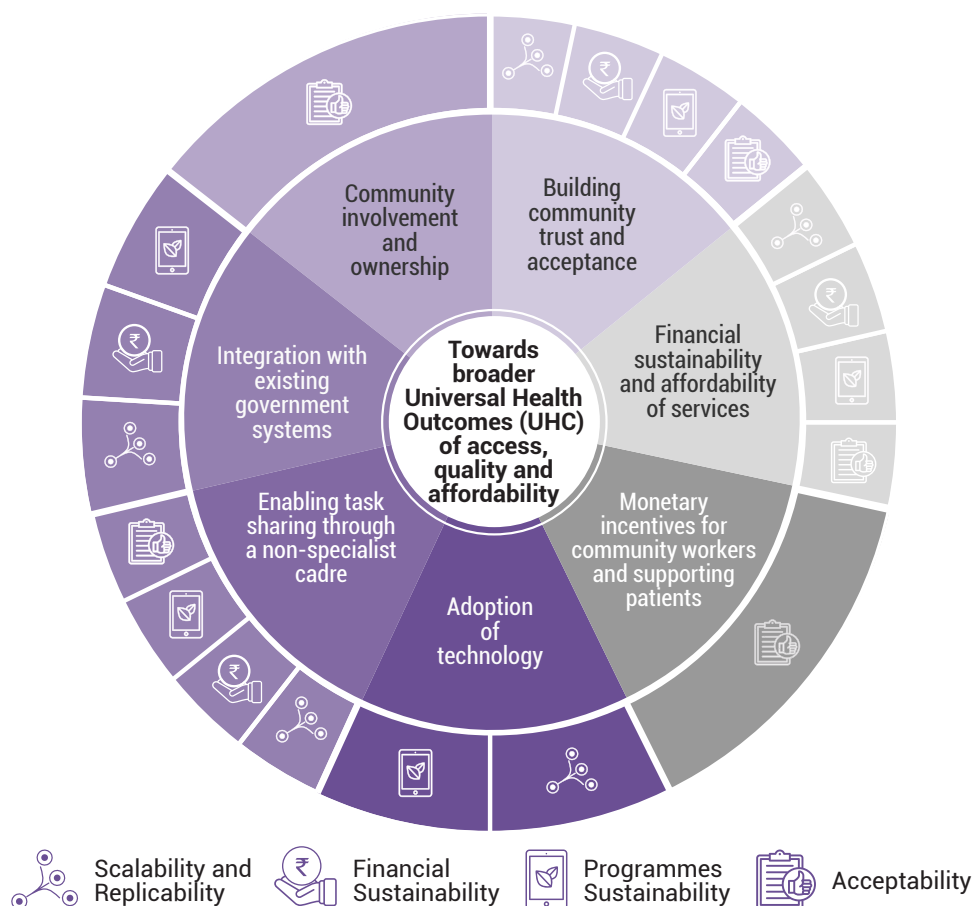 Community
involvement
and
ownership
Building
community
trust and
acceptance
Financial
sustainability
and affordability
of services
Monetary
incentives for
community workers
and supporting
patients
Adoption
of
technology
Enabling task
sharing through
a non-specialist
cadre
Integration with
existing
government
systems
Towards
broader
Universal Health
Outcomes (UHC)
of access,
quality and
affordability
Scalability and
Replicability
₹
Financial
Sustainability
Programmes
Sustainability
Acceptability